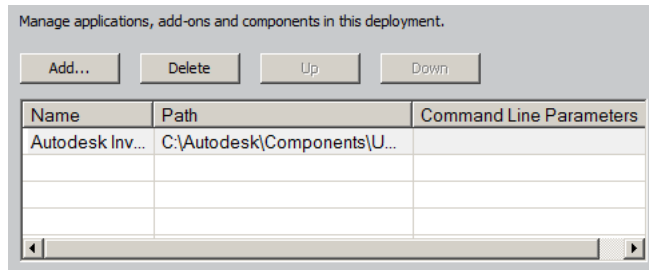 Manage applications, add-ons and components in this deployment.
Add... Delete Up Down
Name Path Command Line Parameters
Autodesk Inv... C:\Autodesk\Components\U...